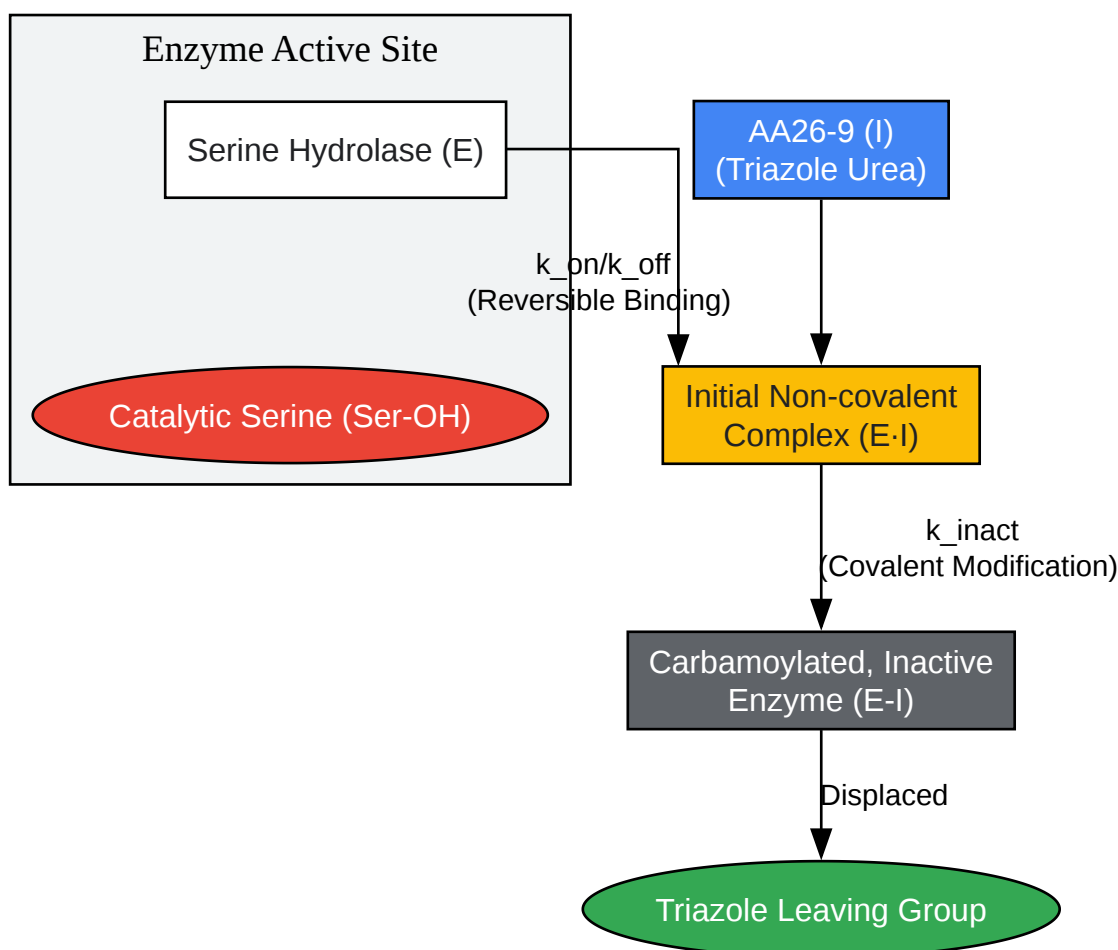 Enzyme Active Site
Serine Hydrolase (E)
AA26-9 (I)
(Triazole Urea)
k_on/k_off
(Reversible Binding)
Catalytic Serine (Ser-OH)
Initial Non-covalent
Complex (E·I)
k_inact
(Covalent Modification)
Carbamoylated, Inactive
Enzyme (E-I)
Displaced
Triazole Leaving Group